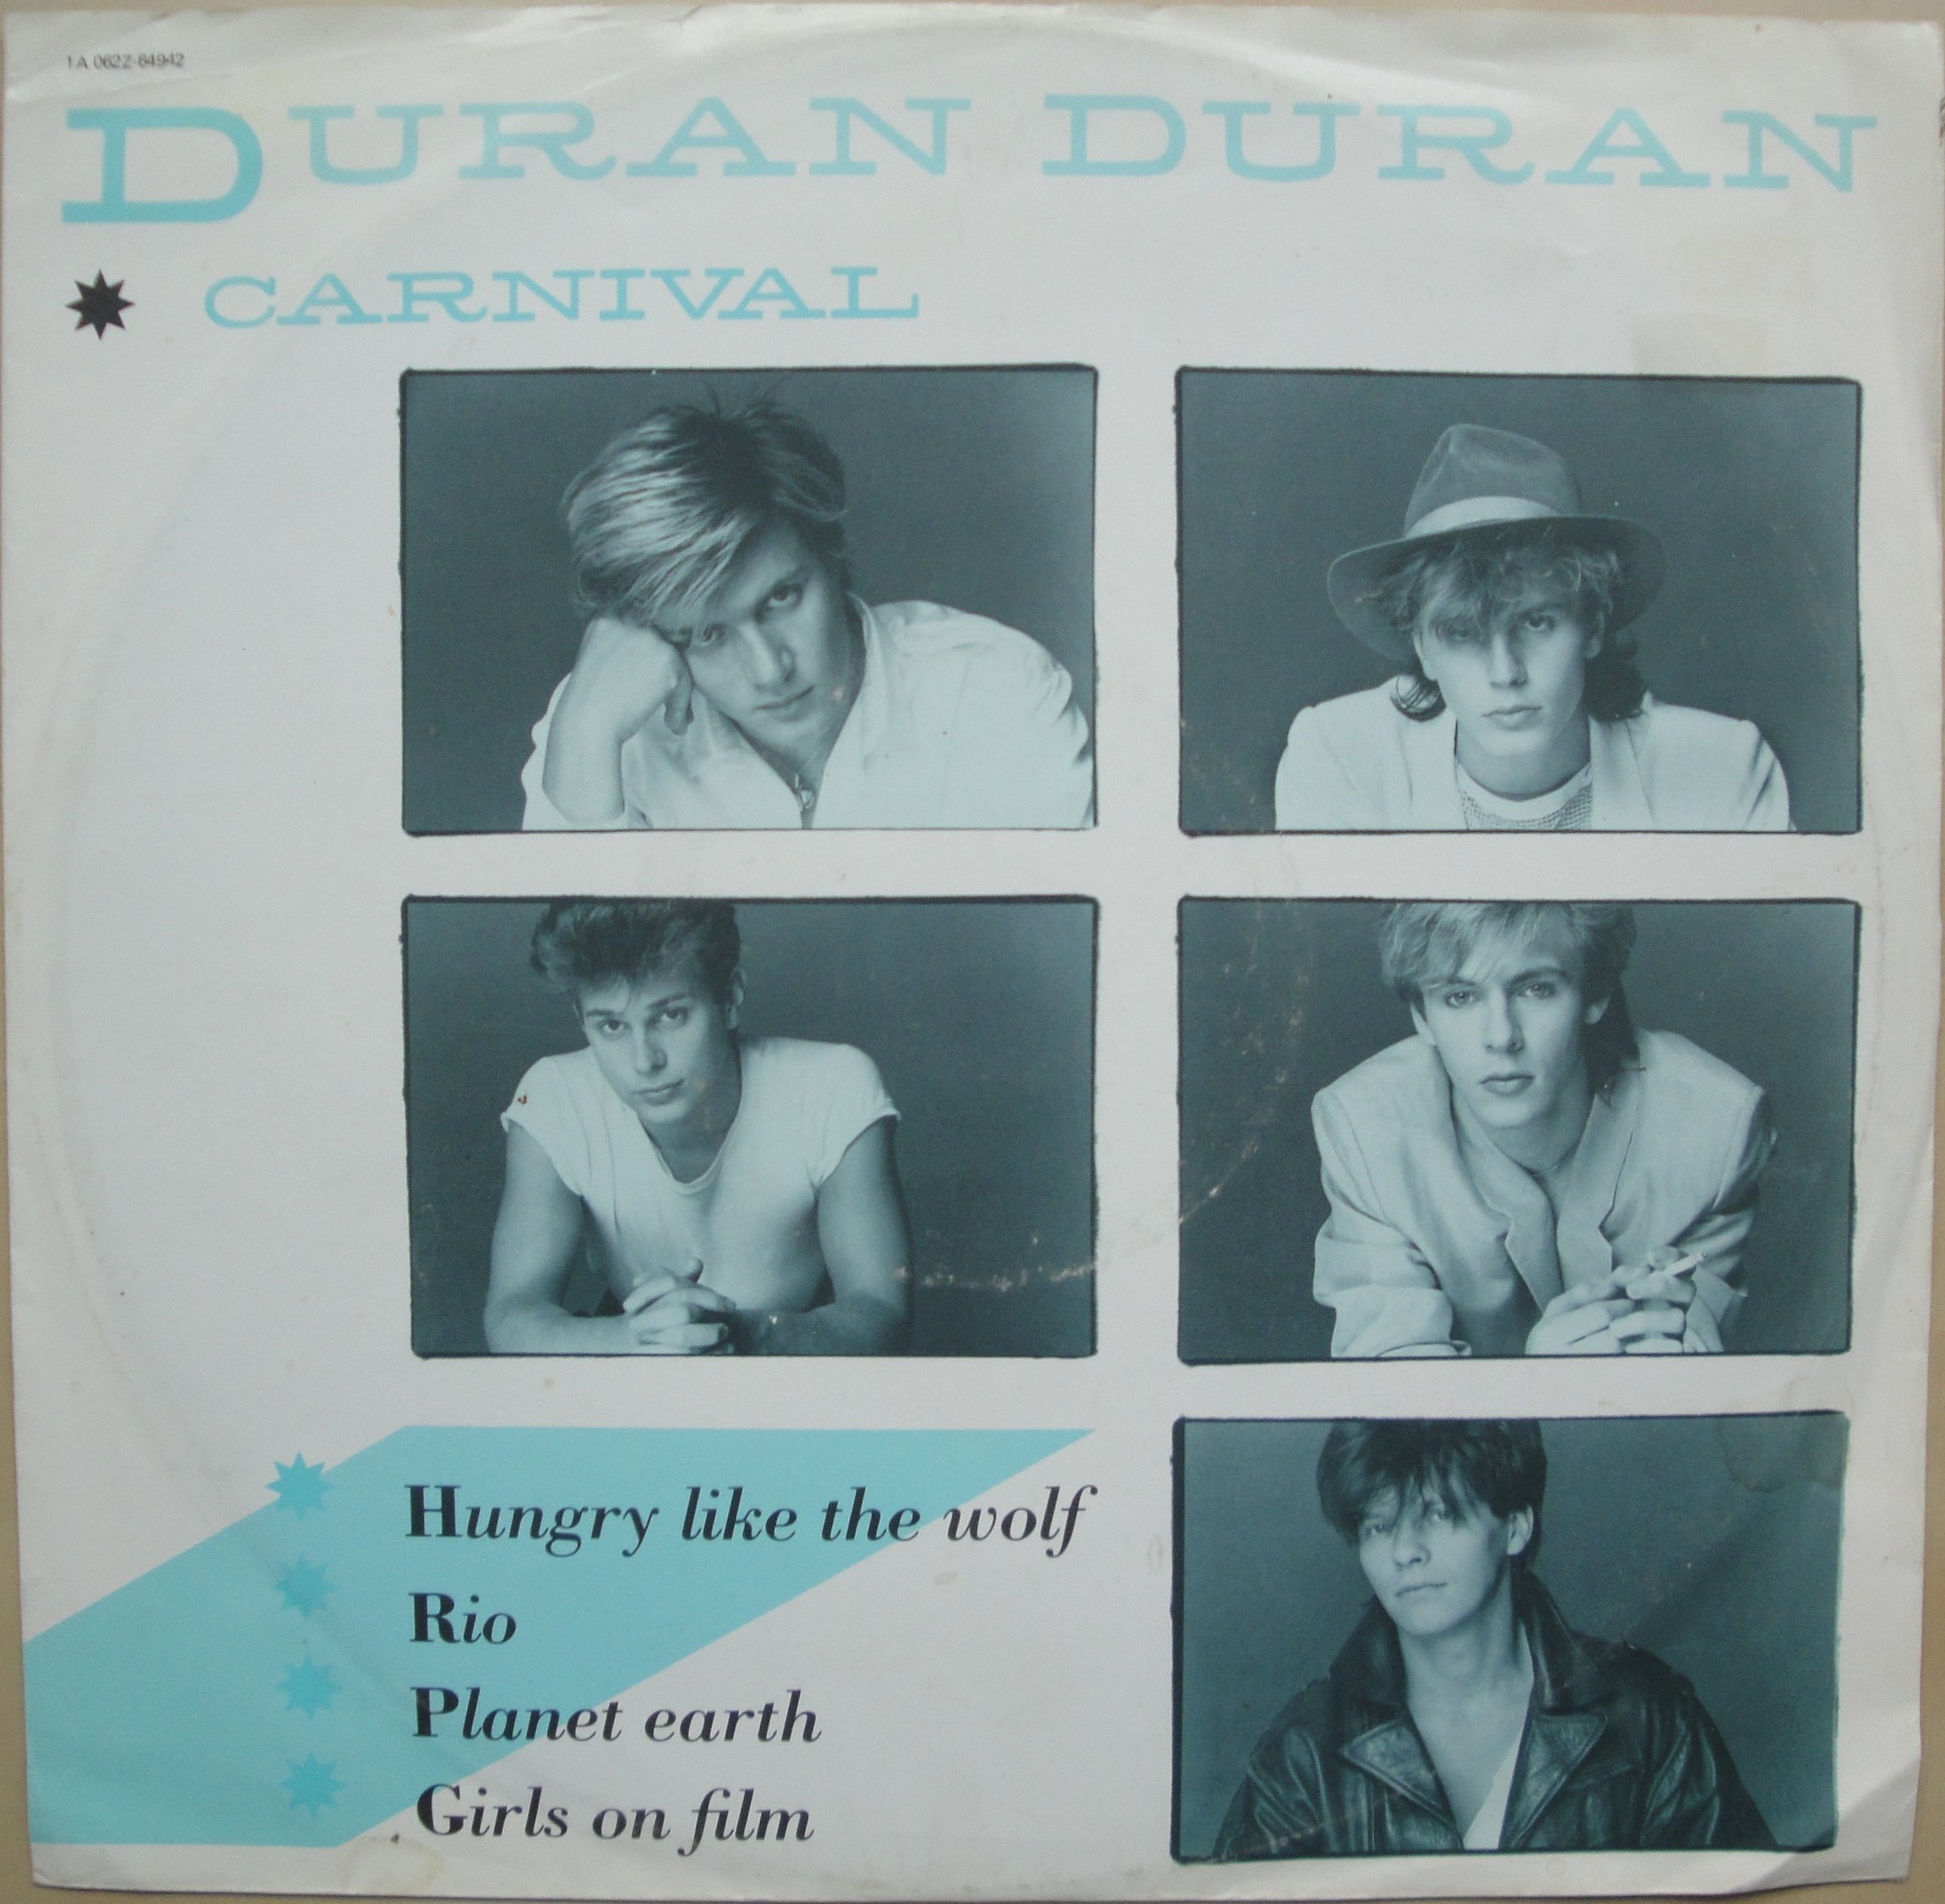 1A 062Z-64942
DURAN DURAN
CARNIVAL
Hungry like the wolf
Rio
Planet earth
Girls on film